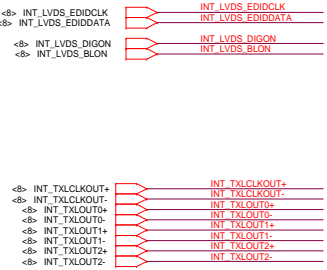 <8> INT_LVDS_EDIDCLK INT_LVDS_EDIDCLK
<8> INT_LVDS_EDIDDATA INT_LVDS_EDIDDATA
<8> INT_LVDS_DIGON INT_LVDS_DIGON
<8> INT_LVDS_BLON INT_LVDS_BLON
<8> INT_TXLCLKOUT+ INT_TXLCLKOUT+
<8> INT_TXLCLKOUT- INT_TXLCLKOUT-
<8> INT_TXLOUT0+ INT_TXLOUT0+
<8> INT_TXLOUT0- INT_TXLOUT0-
<8> INT_TXLOUT1+ INT_TXLOUT1+
<8> INT_TXLOUT1- INT_TXLOUT1-
<8> INT_TXLOUT2+ INT_TXLOUT2+
<8> INT_TXLOUT2- INT_TXLOUT2-